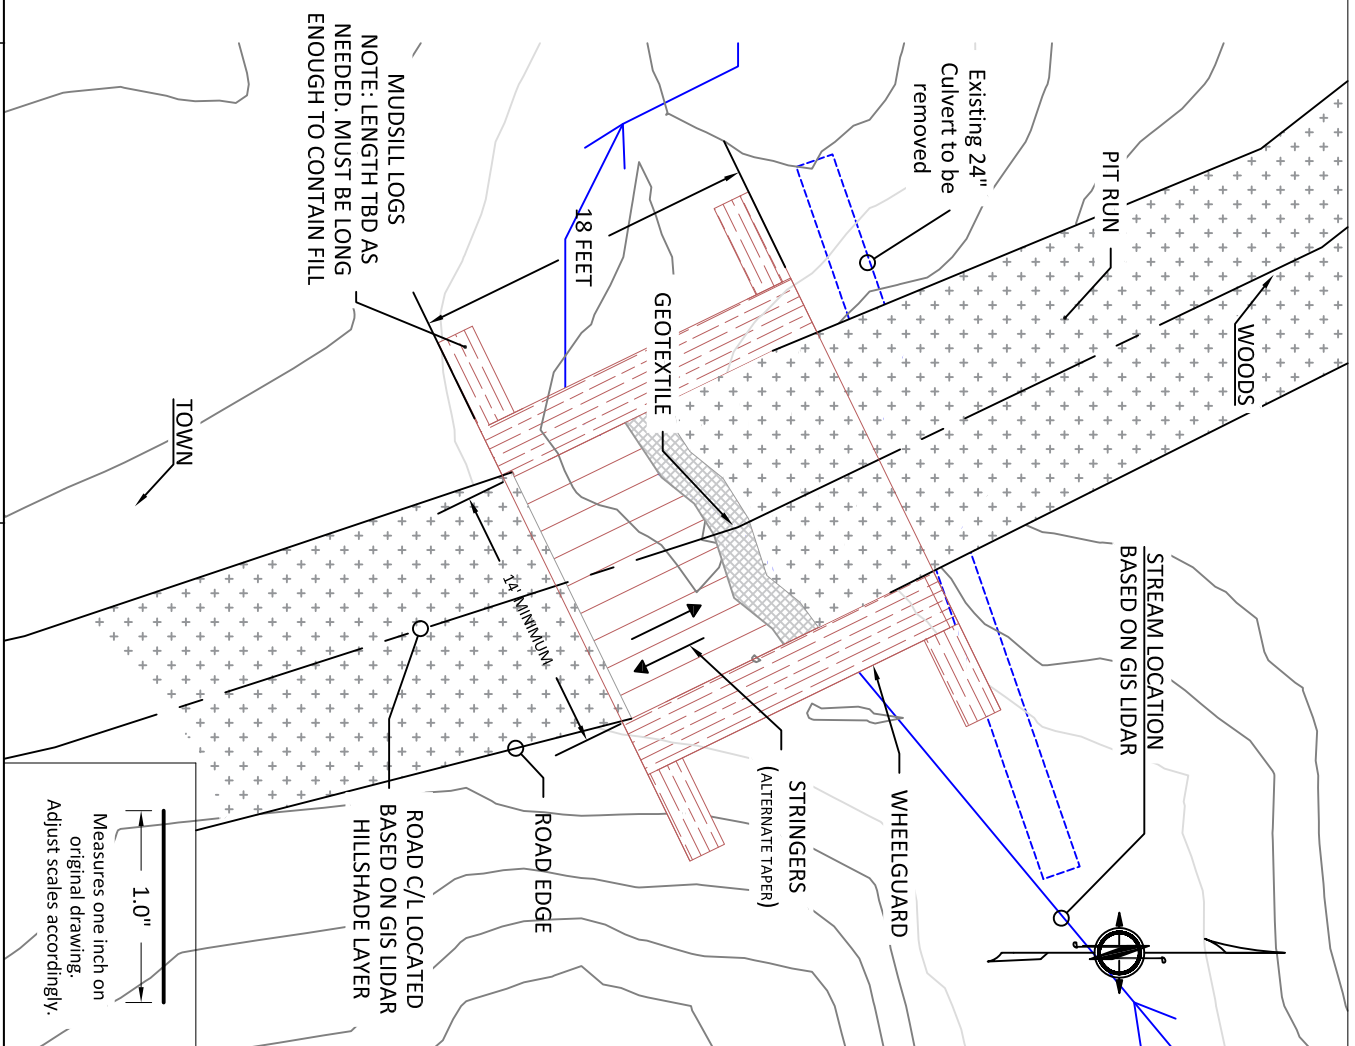 MUDSILL LOGS
NOTE: LENGTH TBD AS
NEEDED. MUST BE LONG
ENOUGH TO CONTAIN FILL
18 FEET
Existing 24"
Culvert to be
removed
PIT RUN
WOODS
GEOTEXTILE
TOWN
14' MINIMUM
STREAM LOCATION
BASED ON GIS LIDAR
WHEELGUARD
STRINGERS
(ALTERNATE TAPER)
ROAD EDGE
ROAD C/L LOCATED
BASED ON GIS LIDAR
HILLSHADE LAYER
1.0"
Measures one inch on
original drawing.
Adjust scales accordingly.